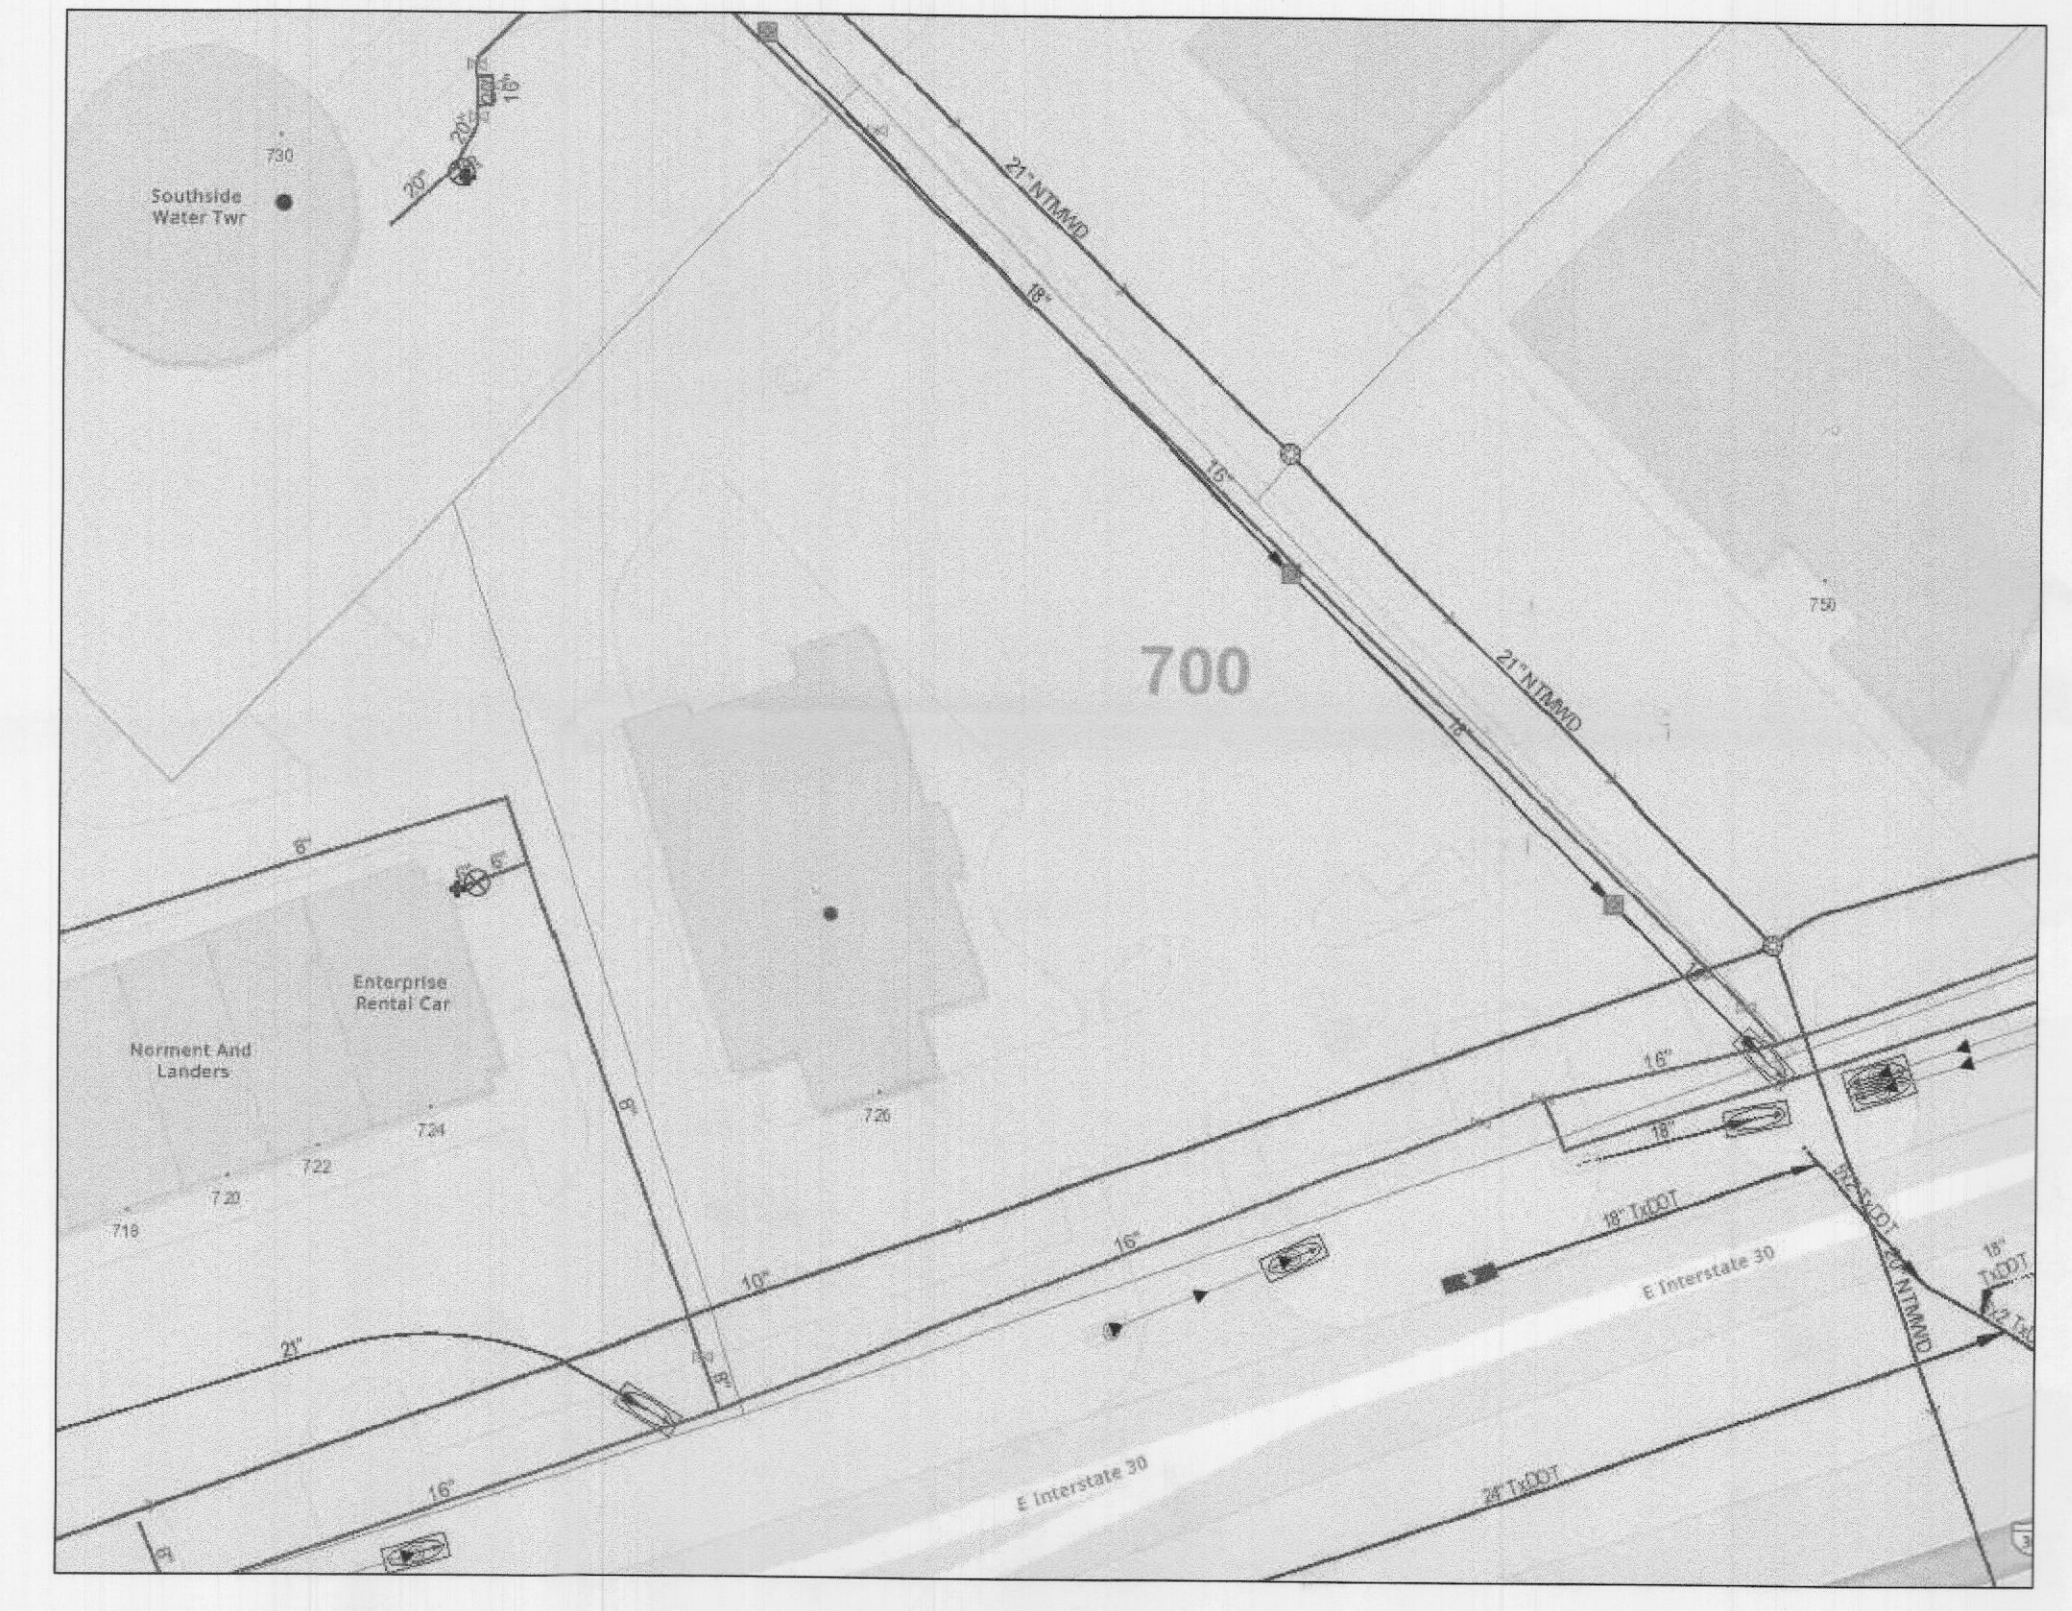 16"
20"
730
20"
Southside
Water Twr
21" NTMWD
18"
16"
750
700
21" NTMWD
18"
8"
6"
Enterprise
Rental Car
Norment And
Landers
16"
8"
726
724
18"
722
720
718
18" TxDOT
16"
18"
TxDOT
10"
E Interstate 30
20" NTMWD
21"
8"
16"
E Interstate 30
24" TxDOT